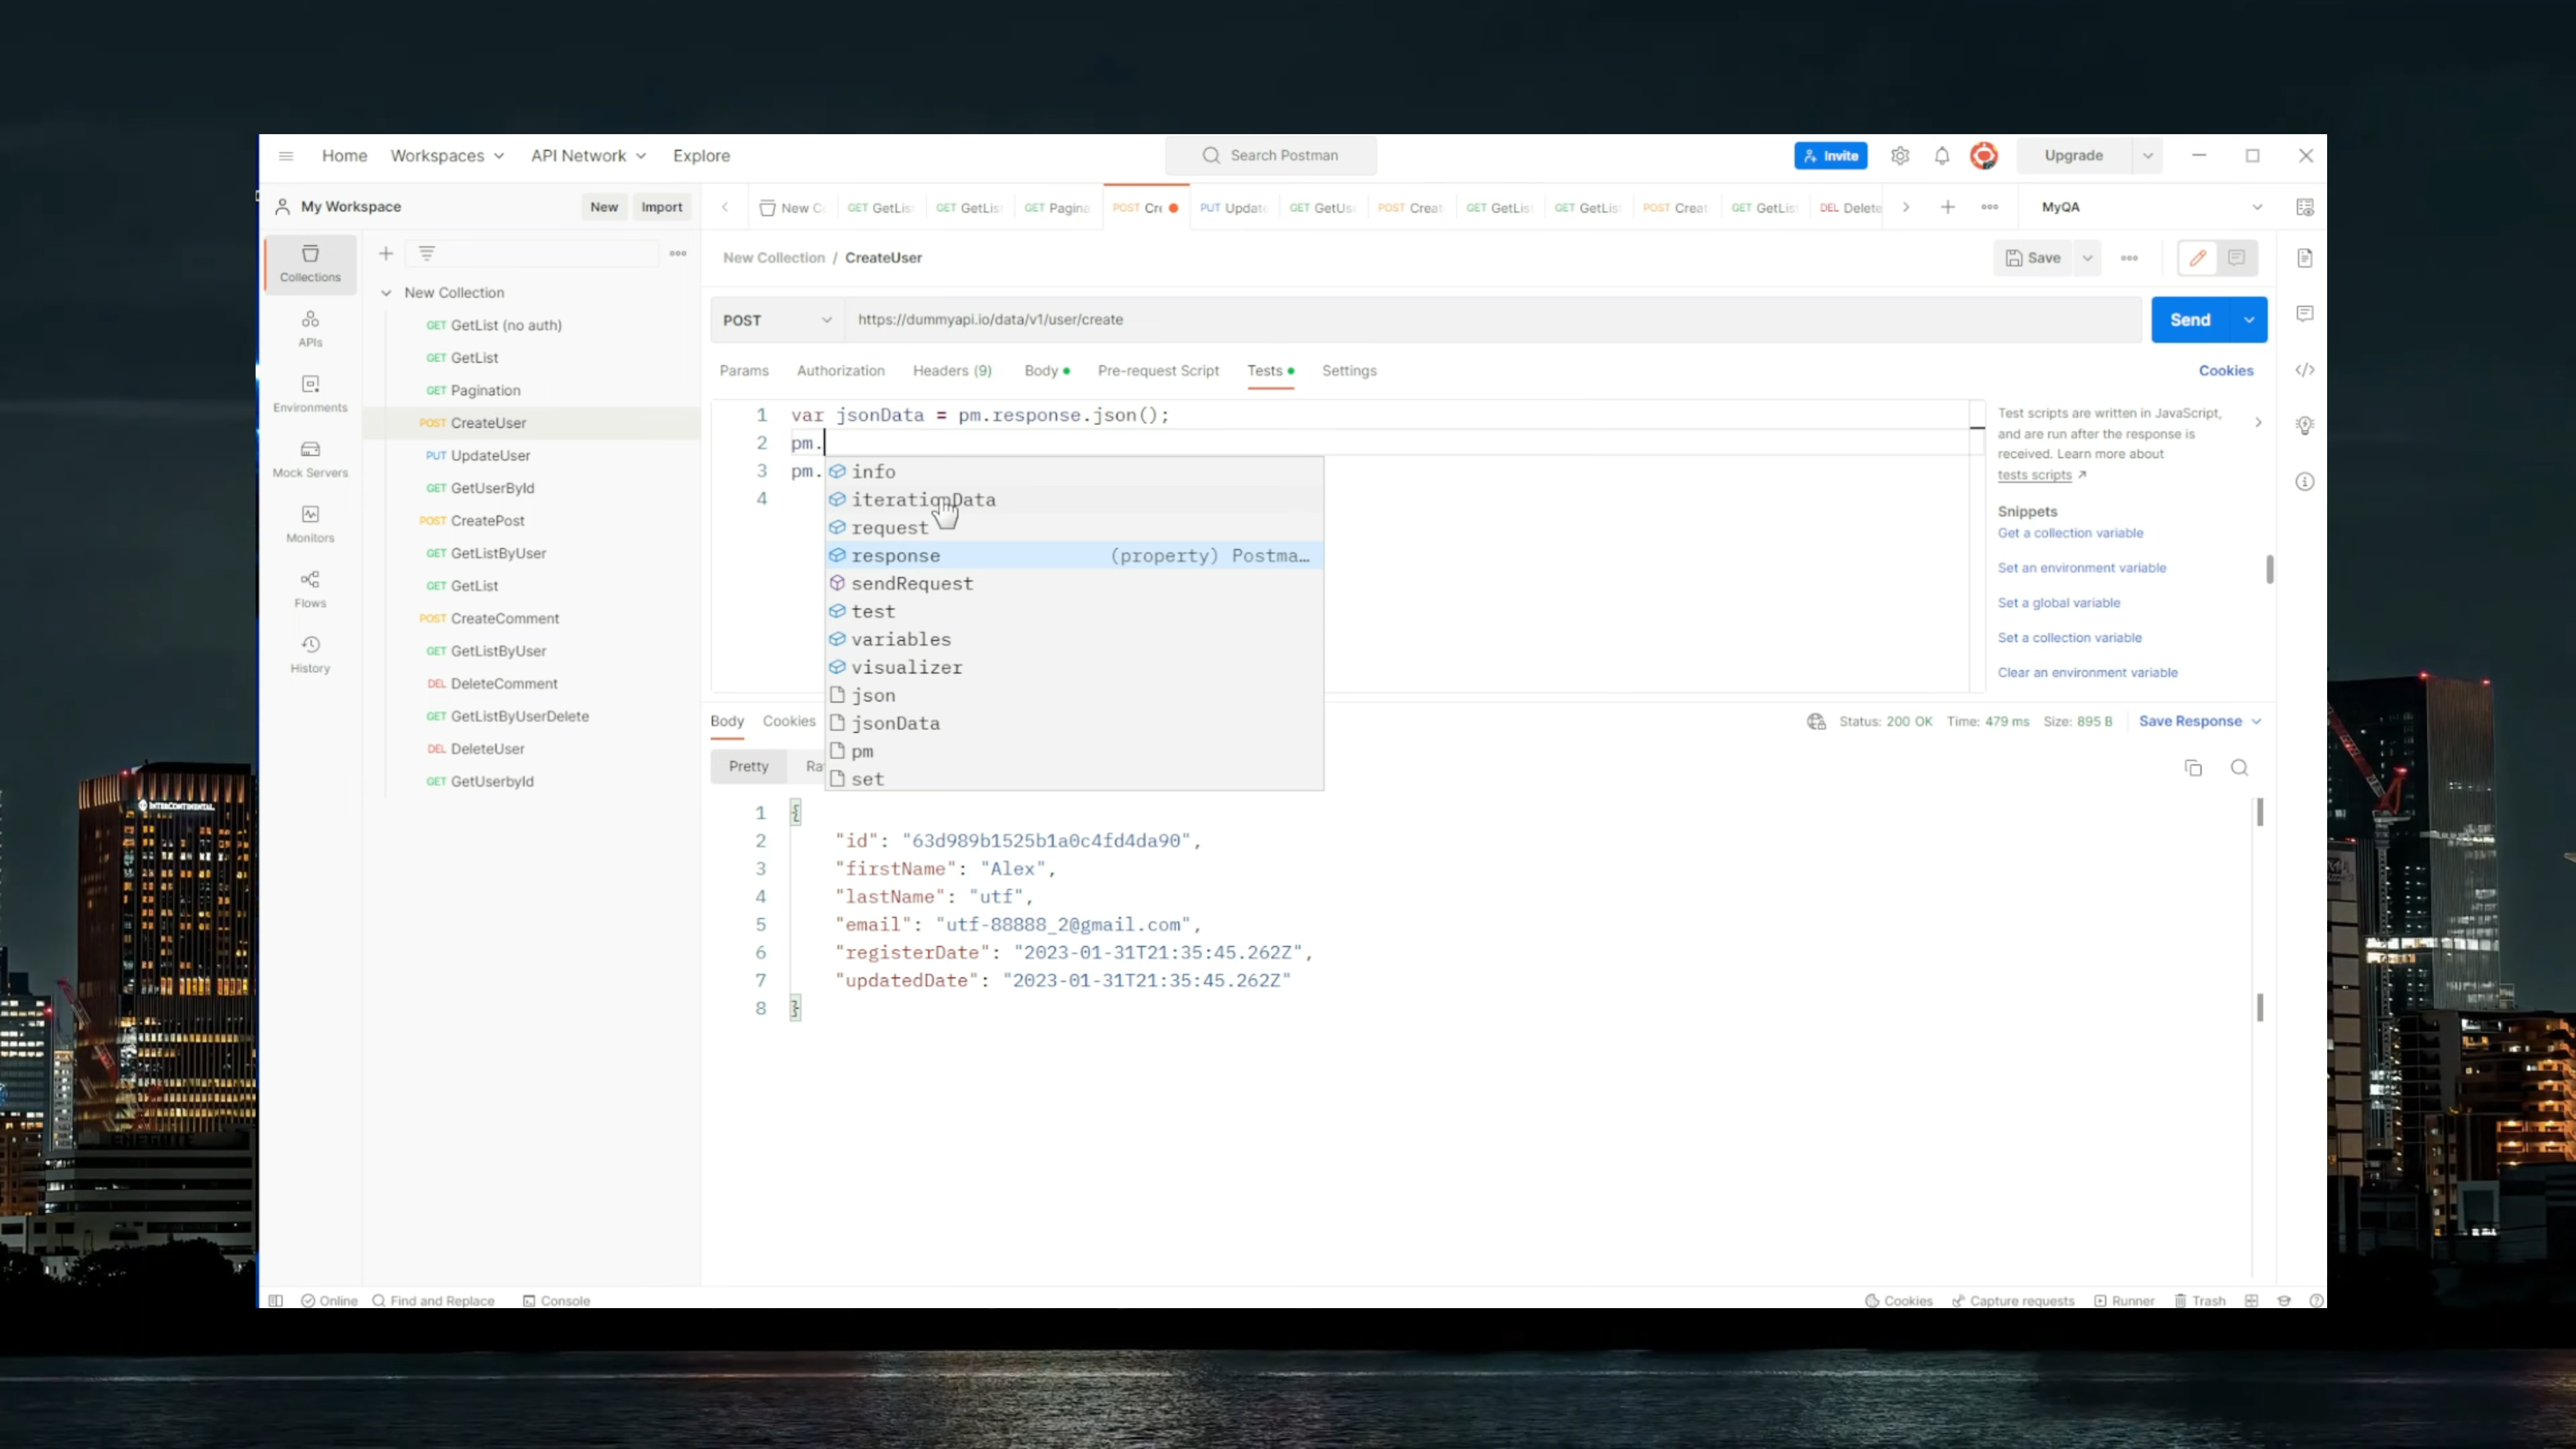 Home Workspaces API Network Explore Search Postman Invite Upgrade
My Workspace New Import New C GET GetLis GET GetLis GET Pagina POST Cr PUT Update GET GetUs POST Creat GET GetLis GET GetLis POST Creat GET GetLis DEL Delete MyQA
Collections
APIs
Environments
Mock Servers
Monitors
Flows
History
New Collection
GET GetList (no auth)
GET GetList
GET Pagination
POST CreateUser
PUT UpdateUser
GET GetUserById
POST CreatePost
GET GetListByUser
GET GetList
POST CreateComment
GET GetListByUser
DEL DeleteComment
GET GetListByUserDelete
DEL DeleteUser
GET GetUserbyId
New Collection / CreateUser Save
POST https://dummyapi.io/data/v1/user/create Send
Params Authorization Headers (9) Body Pre-request Script Tests Settings Cookies
1 var jsonData = pm.response.json();
2 pm.
3 pm.
4
info
iterationData
request
response (property) Postma…
sendRequest
test
variables
visualizer
json
jsonData
pm
set
Test scripts are written in JavaScript,
and are run after the response is
received. Learn more about
tests scripts
Snippets
Get a collection variable
Set an environment variable
Set a global variable
Set a collection variable
Clear an environment variable
Body Cookies Status: 200 OK Time: 479 ms Size: 895 B Save Response
Pretty Ra
1 {
2 "id": "63d989b1525b1a0c4fd4da90",
3 "firstName": "Alex",
4 "lastName": "utf",
5 "email": "utf-88888_2@gmail.com",
6 "registerDate": "2023-01-31T21:35:45.262Z",
7 "updatedDate": "2023-01-31T21:35:45.262Z"
8 }
Online Find and Replace Console Cookies Capture requests Runner Trash
INTERCONTINENTAL